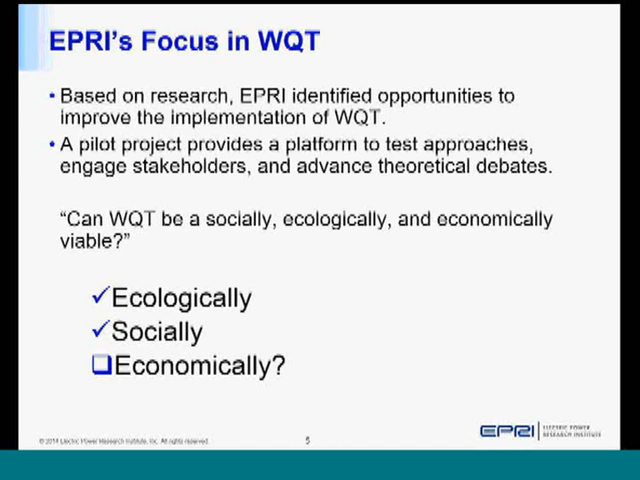 EPRI's Focus in WQT
• Based on research, EPRI identified opportunities to
improve the implementation of WQT.
• A pilot project provides a platform to test approaches,
engage stakeholders, and advance theoretical debates.
“Can WQT be a socially, ecologically, and economically
viable?”
✓Ecologically
✓Socially
❑Economically?
© 2014 Electric Power Research Institute, Inc. All rights reserved.
5
EPRI
ELECTRIC POWER
RESEARCH INSTITUTE